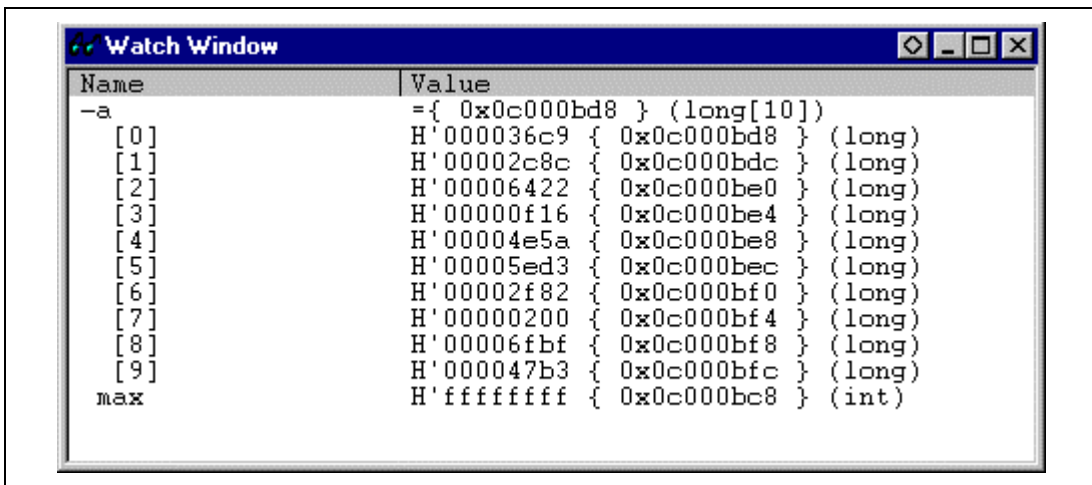 Watch Window
Name Value
-a ={ 0x0c000bd8 } (long[10])
[0] H'000036c9 { 0x0c000bd8 } (long)
[1] H'00002c8c { 0x0c000bdc } (long)
[2] H'00006422 { 0x0c000be0 } (long)
[3] H'00000f16 { 0x0c000be4 } (long)
[4] H'00004e5a { 0x0c000be8 } (long)
[5] H'00005ed3 { 0x0c000bec } (long)
[6] H'00002f82 { 0x0c000bf0 } (long)
[7] H'00000200 { 0x0c000bf4 } (long)
[8] H'00006fbf { 0x0c000bf8 } (long)
[9] H'000047b3 { 0x0c000bfc } (long)
max H'ffffffff { 0x0c000bc8 } (int)